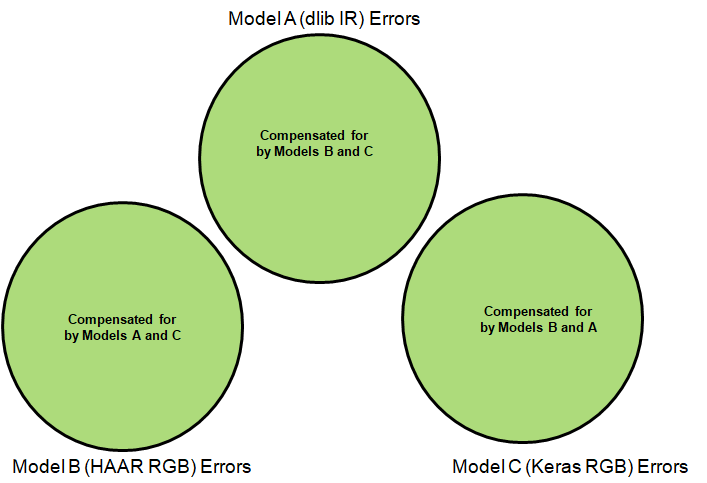 Model A (dlib IR) Errors
Compensated for
by Models B and C
Compensated for
by Models A and C
Compensated for
by Models B and A
Model B (HAAR RGB) Errors
Model C (Keras RGB) Errors